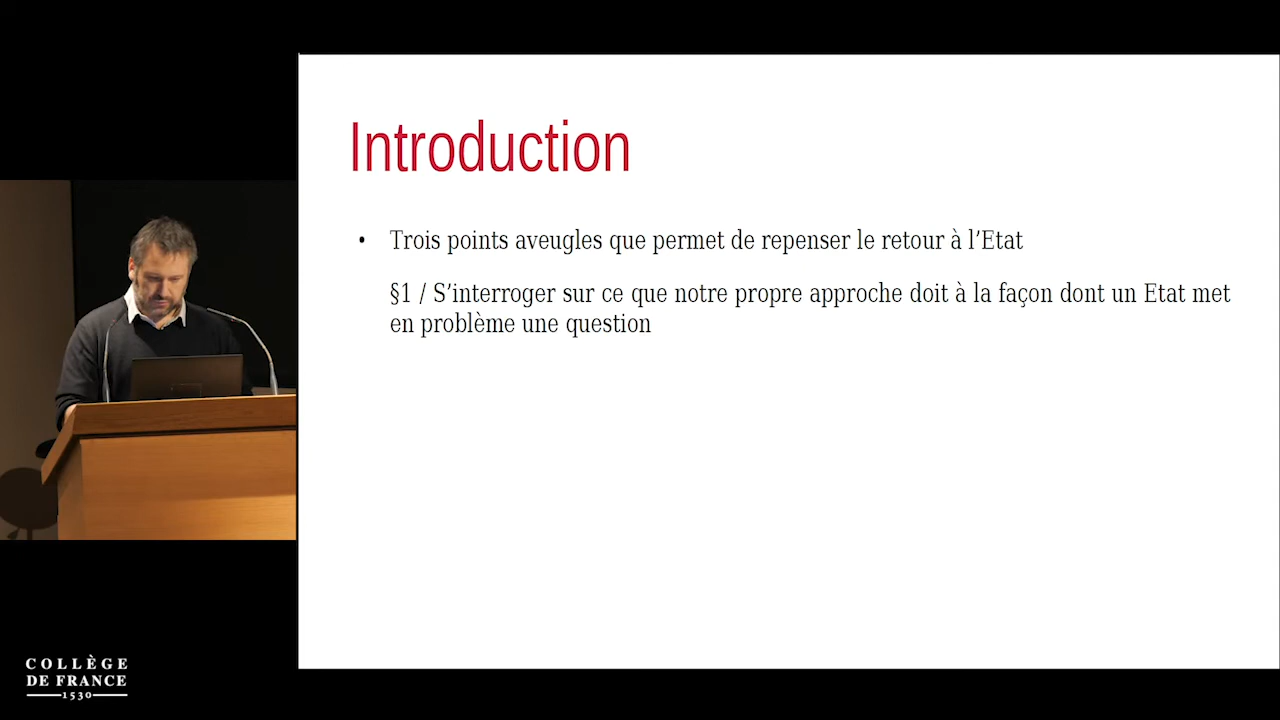 Introduction
• Trois points aveugles que permet de repenser le retour à l’Etat
§1 / S’interroger sur ce que notre propre approche doit à la façon dont un Etat met
en problème une question
COLLÈGE
DE FRANCE
1530